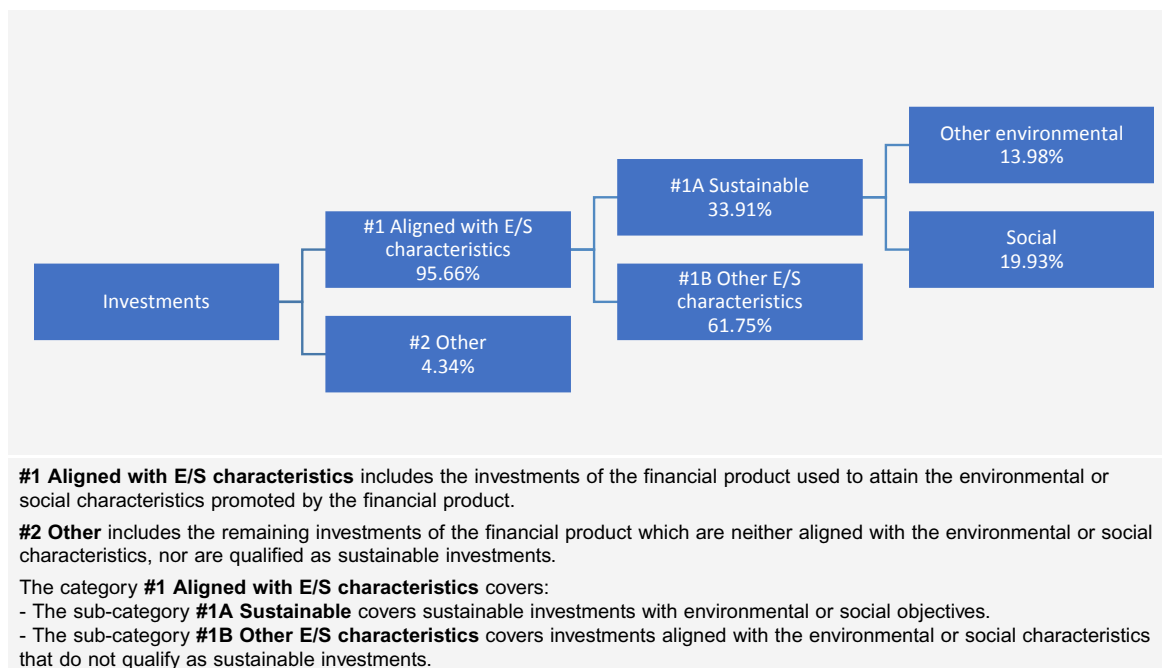 Investments
#1 Aligned with E/S
characteristics
95.66%
#2 Other
4.34%
#1A Sustainable
33.91%
#1B Other E/S
characteristics
61.75%
Other environmental
13.98%
Social
19.93%
#1 Aligned with E/S characteristics includes the investments of the financial product used to attain the environmental or
social characteristics promoted by the financial product.
#2 Other includes the remaining investments of the financial product which are neither aligned with the environmental or social
characteristics, nor are qualified as sustainable investments.
The category #1 Aligned with E/S characteristics covers:
- The sub-category #1A Sustainable covers sustainable investments with environmental or social objectives.
- The sub-category #1B Other E/S characteristics covers investments aligned with the environmental or social characteristics
that do not qualify as sustainable investments.